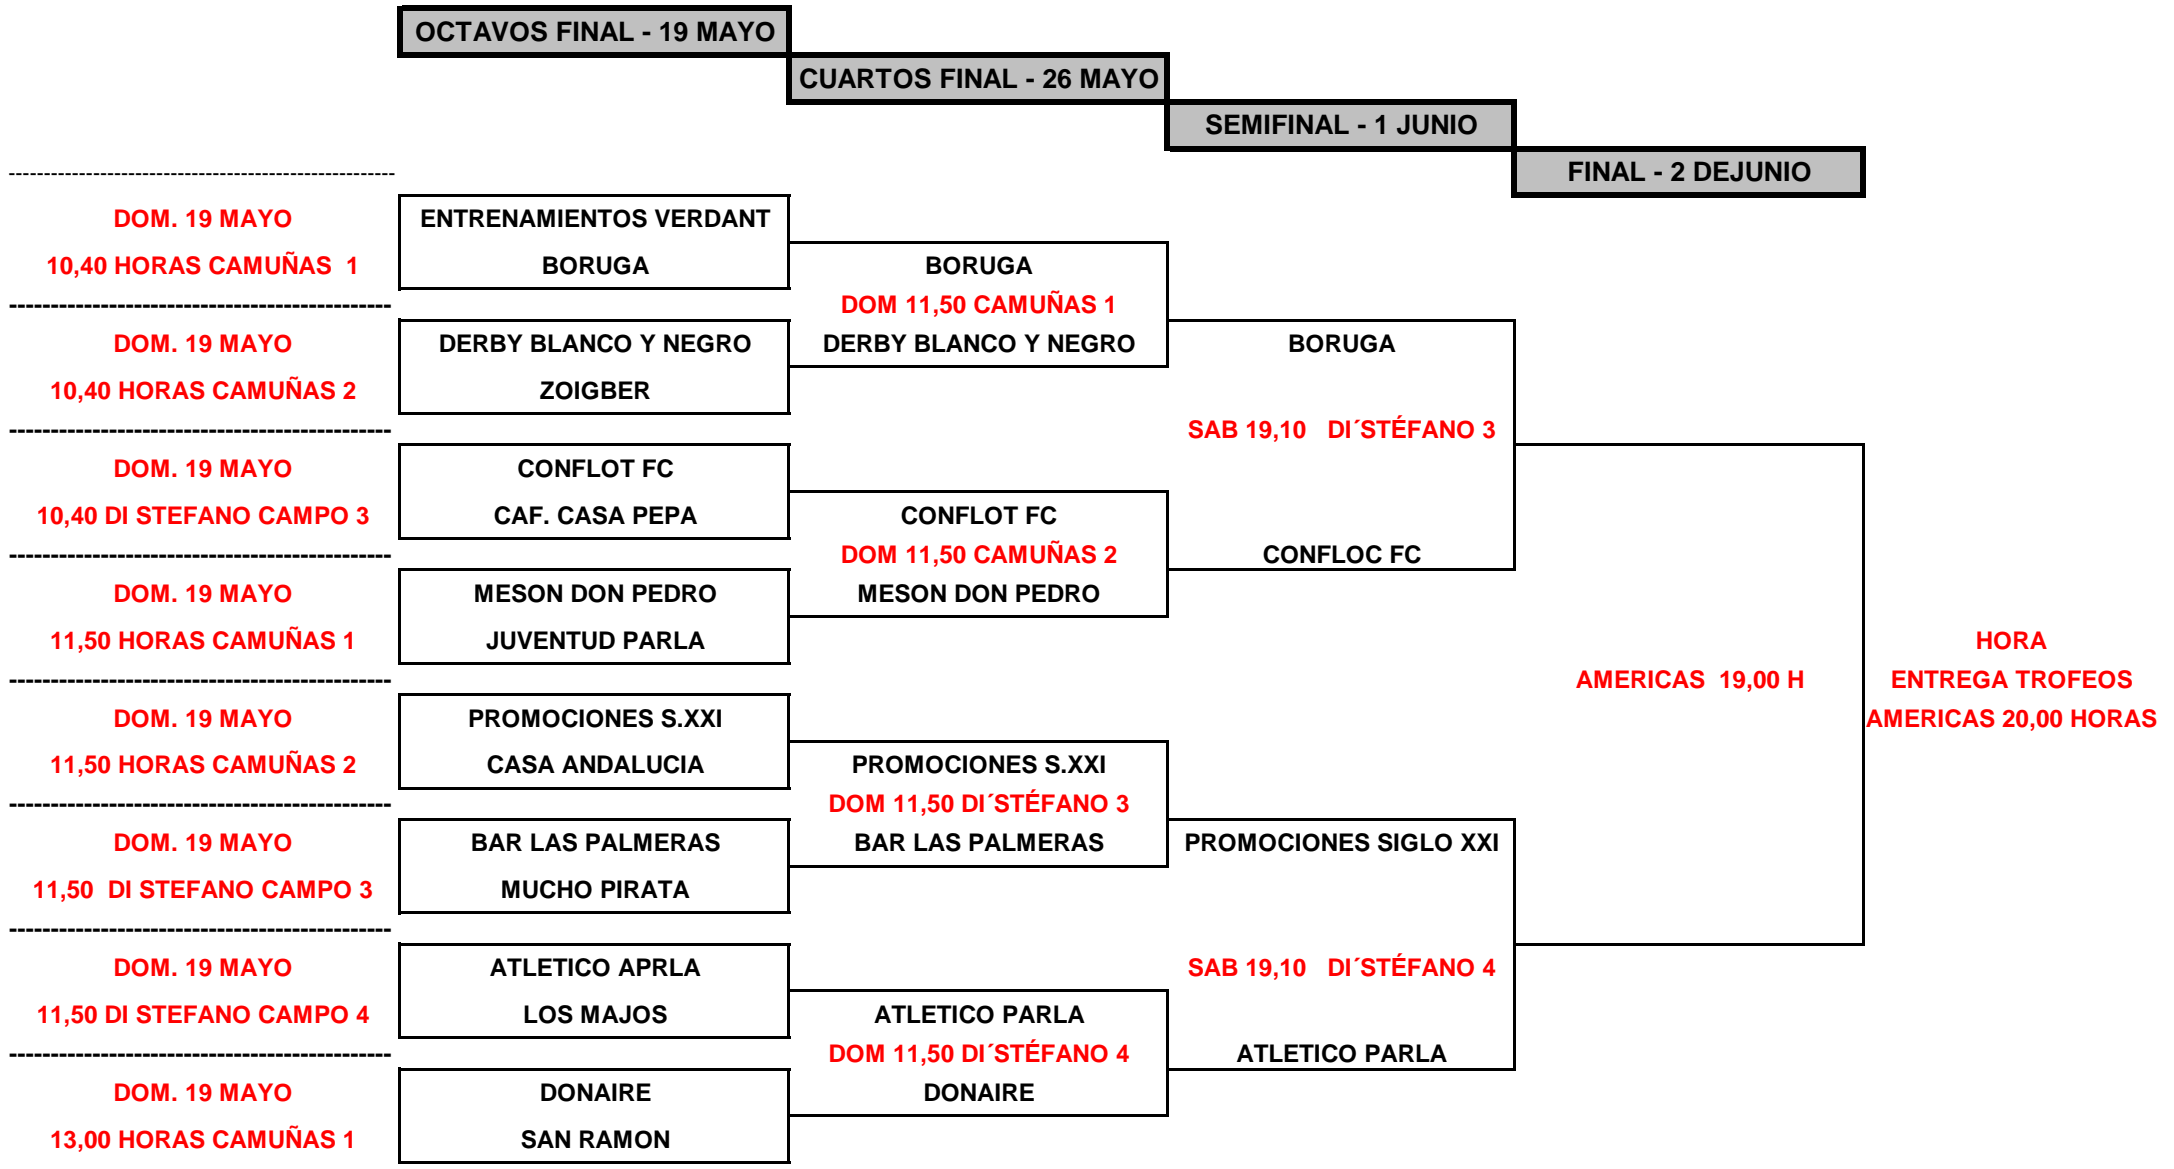 OCTAVOS FINAL - 19 MAYO
CUARTOS FINAL - 26 MAYO
SEMIFINAL - 1 JUNIO
FINAL - 2 DEJUNIO
DOM. 19 MAYO
10,40 HORAS CAMUÑAS 1
ENTRENAMIENTOS VERDANT
BORUGA
DOM. 19 MAYO
10,40 HORAS CAMUÑAS 2
DERBY BLANCO Y NEGRO
ZOIGBER
DOM. 19 MAYO
10,40 DI STEFANO CAMPO 3
CONFLOT FC
CAF. CASA PEPA
DOM. 19 MAYO
11,50 HORAS CAMUÑAS 1
MESON DON PEDRO
JUVENTUD PARLA
DOM. 19 MAYO
11,50 HORAS CAMUÑAS 2
PROMOCIONES S.XXI
CASA ANDALUCIA
DOM. 19 MAYO
11,50 DI STEFANO CAMPO 3
BAR LAS PALMERAS
MUCHO PIRATA
DOM. 19 MAYO
11,50 DI STEFANO CAMPO 4
ATLETICO APRLA
LOS MAJOS
DOM. 19 MAYO
13,00 HORAS CAMUÑAS 1
DONAIRE
SAN RAMON
BORUGA
DOM 11,50 CAMUÑAS 1
DERBY BLANCO Y NEGRO
CONFLOT FC
DOM 11,50 CAMUÑAS 2
MESON DON PEDRO
PROMOCIONES S.XXI
DOM 11,50 DI´STÉFANO 3
BAR LAS PALMERAS
ATLETICO PARLA
DOM 11,50 DI´STÉFANO 4
DONAIRE
BORUGA
SAB 19,10 DI´STÉFANO 3
CONFLOC FC
PROMOCIONES SIGLO XXI
SAB 19,10 DI´STÉFANO 4
ATLETICO PARLA
AMERICAS 19,00 H
HORA
ENTREGA TROFEOS
AMERICAS 20,00 HORAS